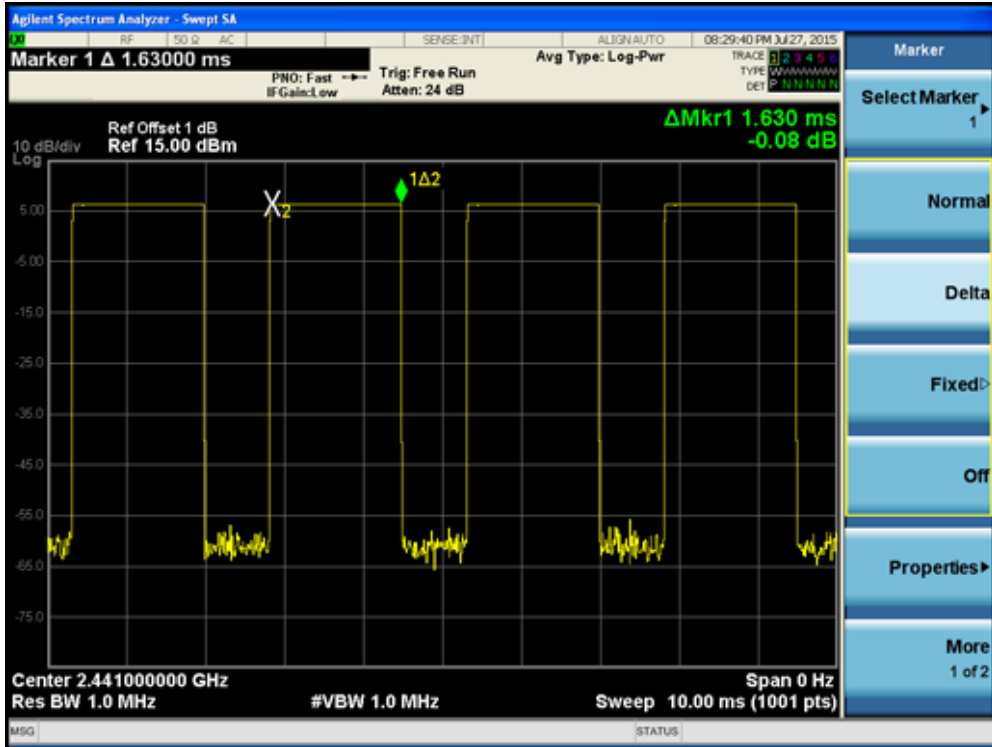 Agilent Spectrum Analyzer - Swept SA
RF 50 Ω AC SENSE:INT ALIGN AUTO 08:29:40 PM Jul 27, 2015
Marker 1 Δ 1.63000 ms
PNO: Fast
IFGain:Low
Trig: Free Run
Atten: 24 dB
Avg Type: Log-Pwr
TRACE 1 2 3 4 5 6
TYPE WWWWWW
DET P N N N N N
ΔMkr1 1.630 ms
-0.08 dB
Ref Offset 1 dB
10 dB/div Ref 15.00 dBm
Log
1Δ2
X2
5.00
-5.00
-15.0
-25.0
-35.0
-45.0
-55.0
-65.0
-75.0
Center 2.441000000 GHz Span 0 Hz
Res BW 1.0 MHz #VBW 1.0 MHz Sweep 10.00 ms (1001 pts)
MSG STATUS
Marker
Select Marker
1
Normal
Delta
Fixed
Off
Properties
More
1 of 2